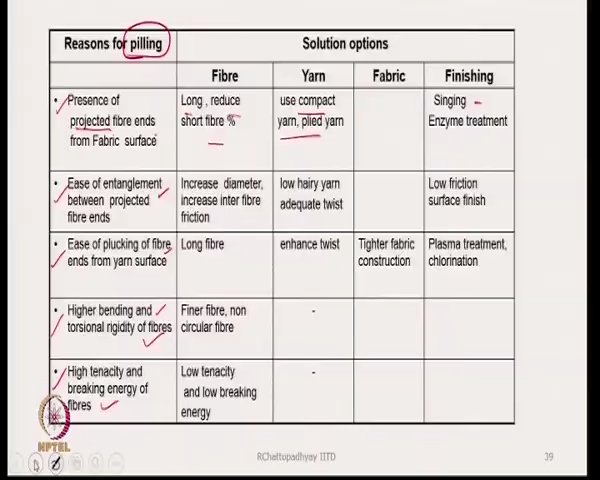 Reasons for pilling
Solution options
Fibre
Yarn
Fabric
Finishing
• Presence of
projected fibre ends
from Fabric surface
Long , reduce
short fibre %
use compact
yarn, plied yarn
Singing
Enzyme treatment
• Ease of entanglement
between projected
fibre ends
Increase diameter,
increase inter fibre
friction
low hairy yarn
adequate twist
Low friction
surface finish
• Ease of plucking of fibre
ends from yarn surface
Long fibre
enhance twist
Tighter fabric
construction
Plasma treatment,
chlorination
• Higher bending and
torsional rigidity of fibres
Finer fibre, non
circular fibre
-
• High tenacity and
breaking energy of
fibres
Low tenacity
and low breaking
energy
-
NPTEL
RChattopadhyay IITD
39